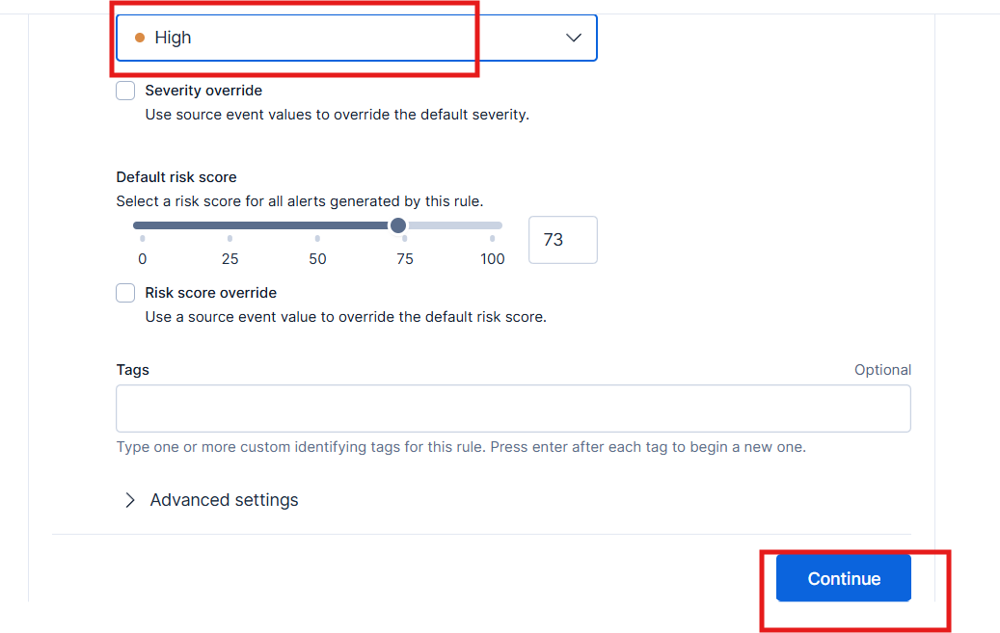 High
Severity override
Use source event values to override the default severity.
Default risk score
Select a risk score for all alerts generated by this rule.
73
0 25 50 75 100
Risk score override
Use a source event value to override the default risk score.
Tags Optional
Type one or more custom identifying tags for this rule. Press enter after each tag to begin a new one.
Advanced settings
Continue